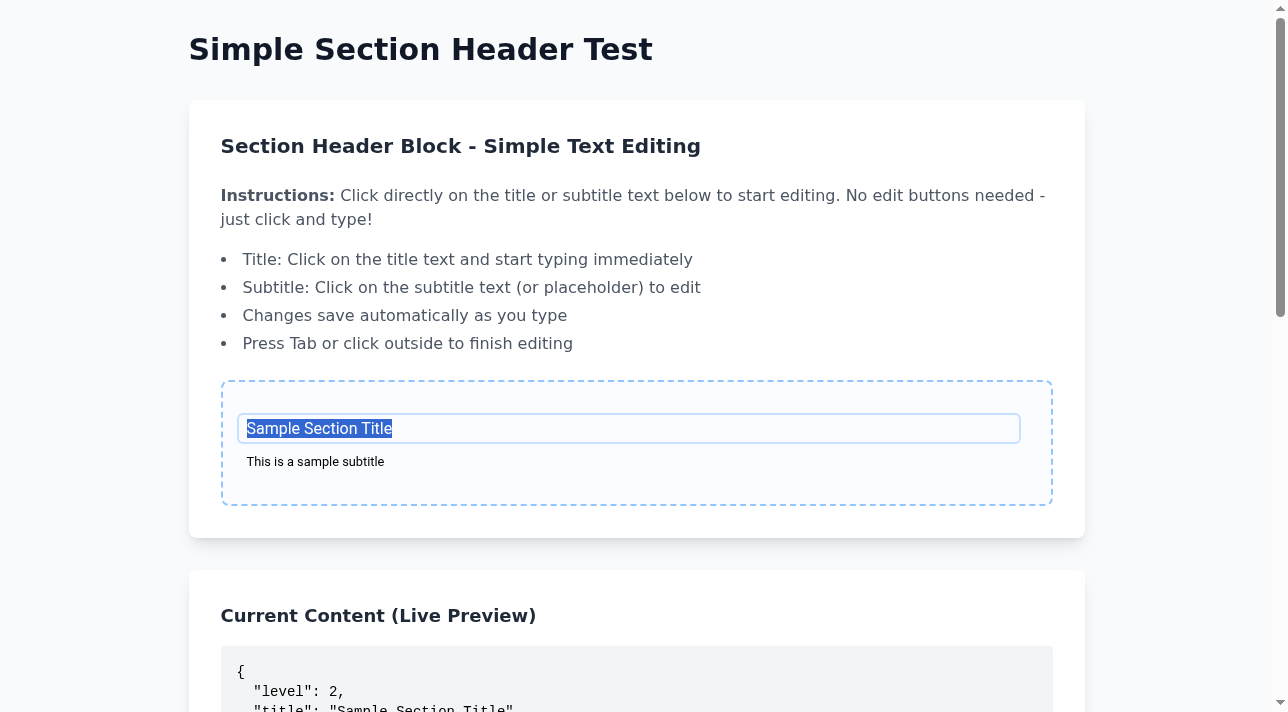 Simple Section Header Test
Section Header Block - Simple Text Editing
Instructions: Click directly on the title or subtitle text below to start editing. No edit buttons needed -
just click and type!
• Title: Click on the title text and start typing immediately
• Subtitle: Click on the subtitle text (or placeholder) to edit
• Changes save automatically as you type
• Press Tab or click outside to finish editing
Sample Section Title
This is a sample subtitle
Current Content (Live Preview)
{
"level": 2,
"title": "Sample Section Title"